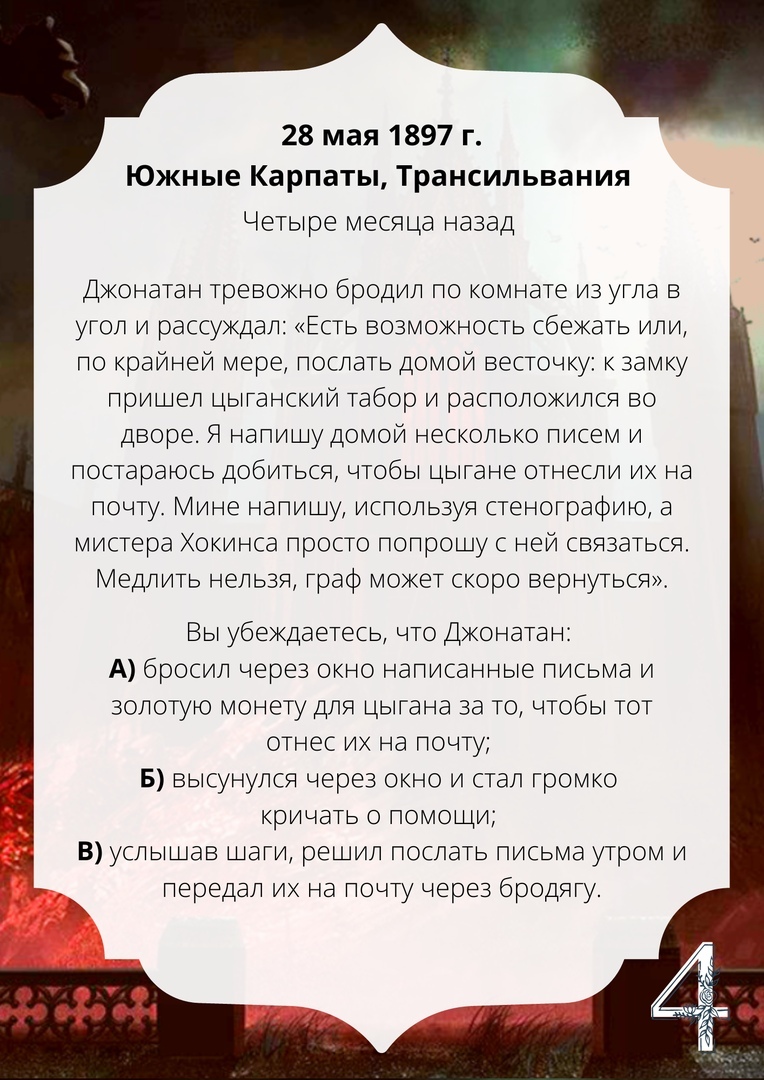 28 мая 1897 г.
Южные Карпаты, Трансильвания
Четыре месяца назад
Джонатан тревожно бродил по комнате из угла в
угол и рассуждал: «Есть возможность сбежать или,
по крайней мере, послать домой весточку: к замку
пришел цыганский табор и расположился во
дворе. Я напишу домой несколько писем и
постараюсь добиться, чтобы цыгане отнесли их на
почту. Мине напишу, используя стенографию, а
мистера Хокинса просто попрошу с ней связаться.
Медлить нельзя, граф может скоро вернуться».
Вы убеждаетесь, что Джонатан:
А) бросил через окно написанные письма и
золотую монету для цыгана за то, чтобы тот
отнес их на почту;
Б) высунулся через окно и стал громко
кричать о помощи;
В) услышав шаги, решил послать письма утром и
передал их на почту через бродягу.
4